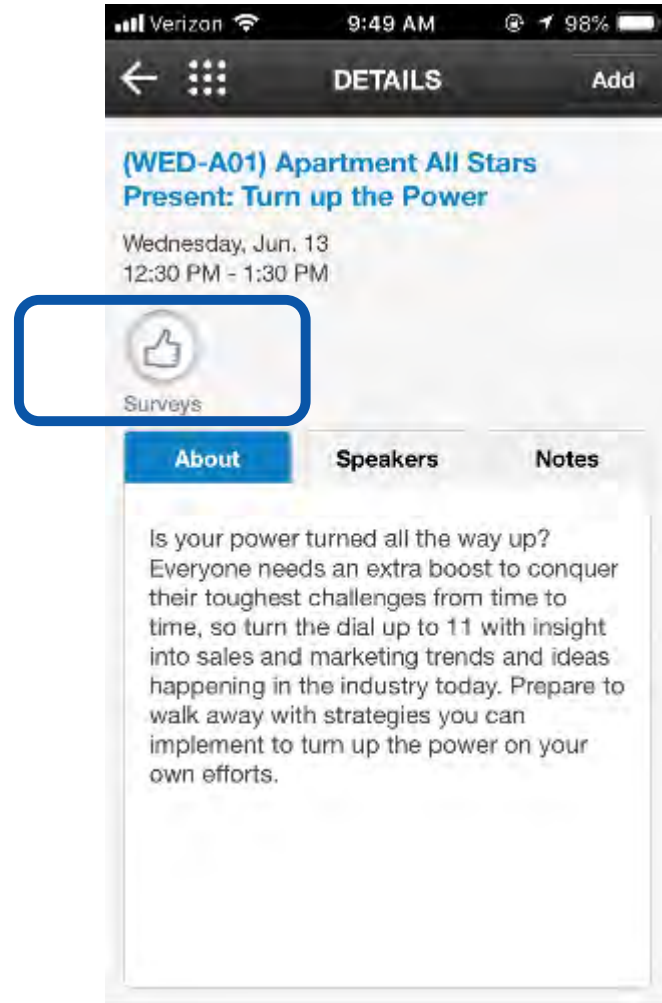 Verizon 9:49 AM 98%
DETAILS Add
(WED-A01) Apartment All Stars
Present: Turn up the Power
Wednesday, Jun. 13
12:30 PM - 1:30 PM
Surveys
About Speakers Notes
Is your power turned all the way up?
Everyone needs an extra boost to conquer
their toughest challenges from time to
time, so turn the dial up to 11 with insight
into sales and marketing trends and ideas
happening in the industry today. Prepare to
walk away with strategies you can
implement to turn up the power on your
own efforts.